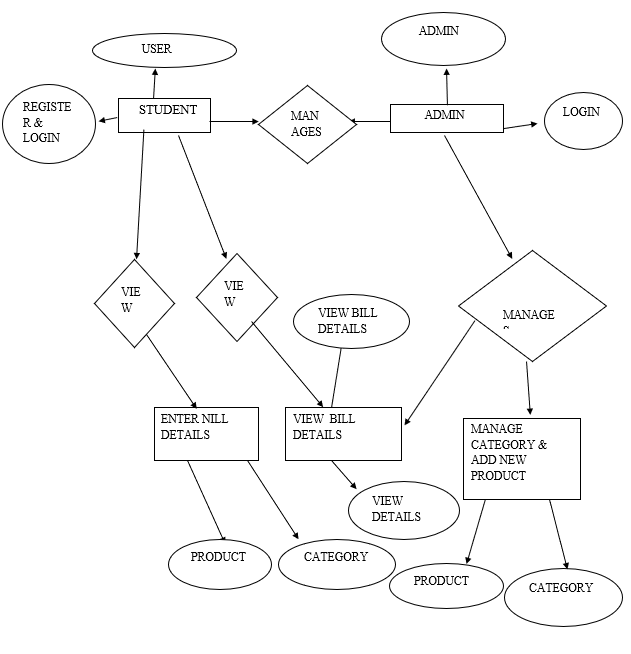 USER
ADMIN
REGISTE
R &
LOGIN
STUDENT
MAN
AGES
ADMIN
LOGIN
VIE
W
VIE
W
VIEW BILL
DETAILS
MANAGE
~
ENTER NILL
DETAILS
VIEW BILL
DETAILS
MANAGE
CATEGORY &
ADD NEW
PRODUCT
VIEW
DETAILS
PRODUCT
CATEGORY
PRODUCT
CATEGORY